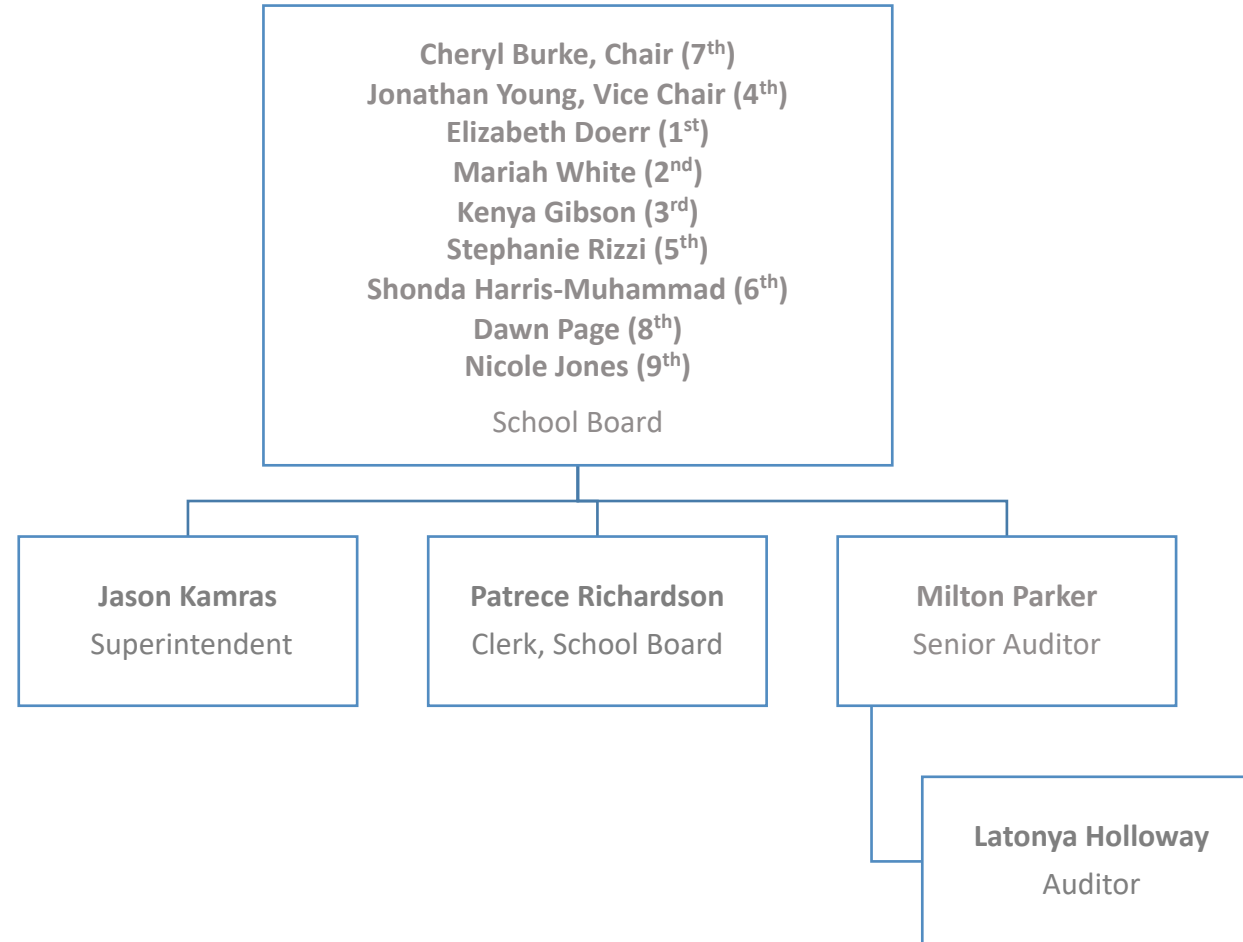 Cheryl Burke, Chair (7th)
Jonathan Young, Vice Chair (4th)
Elizabeth Doerr (1st)
Mariah White (2nd)
Kenya Gibson (3rd)
Stephanie Rizzi (5th)
Shonda Harris-Muhammad (6th)
Dawn Page (8th)
Nicole Jones (9th)
School Board
Jason Kamras
Superintendent
Patrece Richardson
Clerk, School Board
Milton Parker
Senior Auditor
Latonya Holloway
Auditor